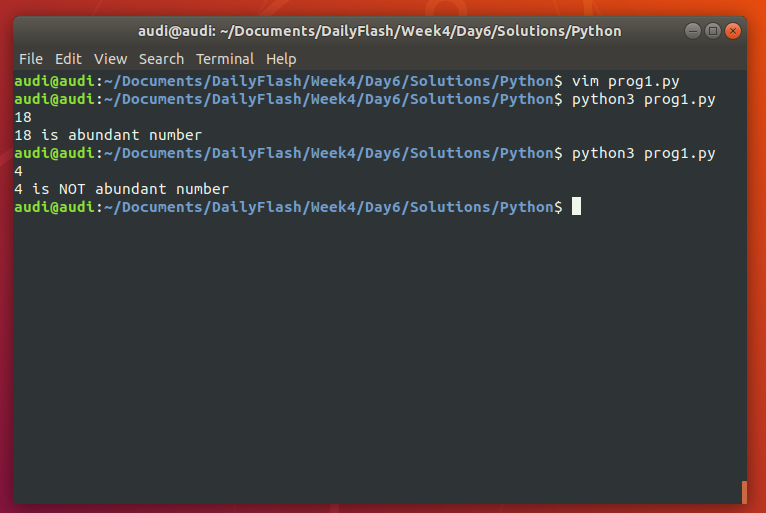 audi@audi: ~/Documents/DailyFlash/Week4/Day6/Solutions/Python
File Edit View Search Terminal Help
audi@audi:~/Documents/DailyFlash/Week4/Day6/Solutions/Python$ vim prog1.py
audi@audi:~/Documents/DailyFlash/Week4/Day6/Solutions/Python$ python3 prog1.py
18
18 is abundant number
audi@audi:~/Documents/DailyFlash/Week4/Day6/Solutions/Python$ python3 prog1.py
4
4 is NOT abundant number
audi@audi:~/Documents/DailyFlash/Week4/Day6/Solutions/Python$